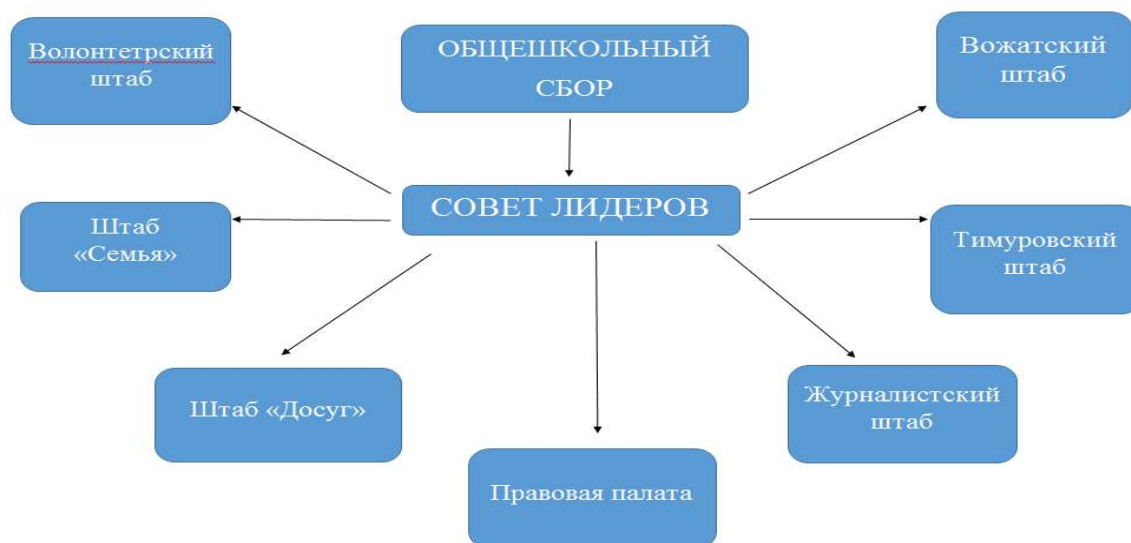 Волонтетрский
штаб
ОБЩЕШКОЛЬНЫЙ
СБОР
Вожатский
штаб
СОВЕТ ЛИДЕРОВ
Штаб
«Семья»
Тимуровский
штаб
Штаб «Досуг»
Журналистский
штаб
Правовая палата